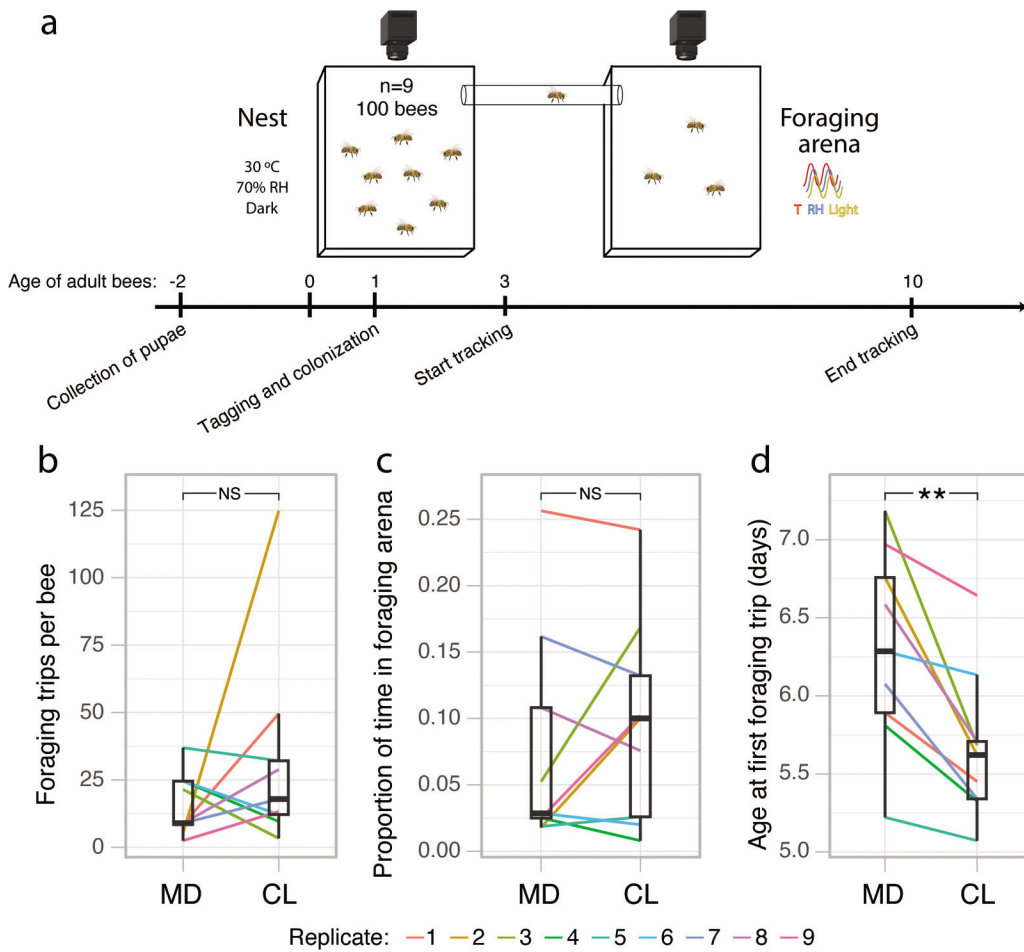 a
n=9
100 bees
Nest
30 ºC
70% RH
Dark
Foraging
arena
T RH Light
Age of adult bees: -2 0 1 3 10
Collection of pupae
Tagging and colonization
Start tracking
End tracking
b
Foraging trips per bee
125
100
75
50
25
0
NS
MD CL
c
Proportion of time in foraging arena
0.25
0.20
0.15
0.10
0.05
0.00
NS
MD CL
d
Age at first foraging trip (days)
7.0
6.5
6.0
5.5
5.0
**
MD CL
Replicate: 1 2 3 4 5 6 7 8 9